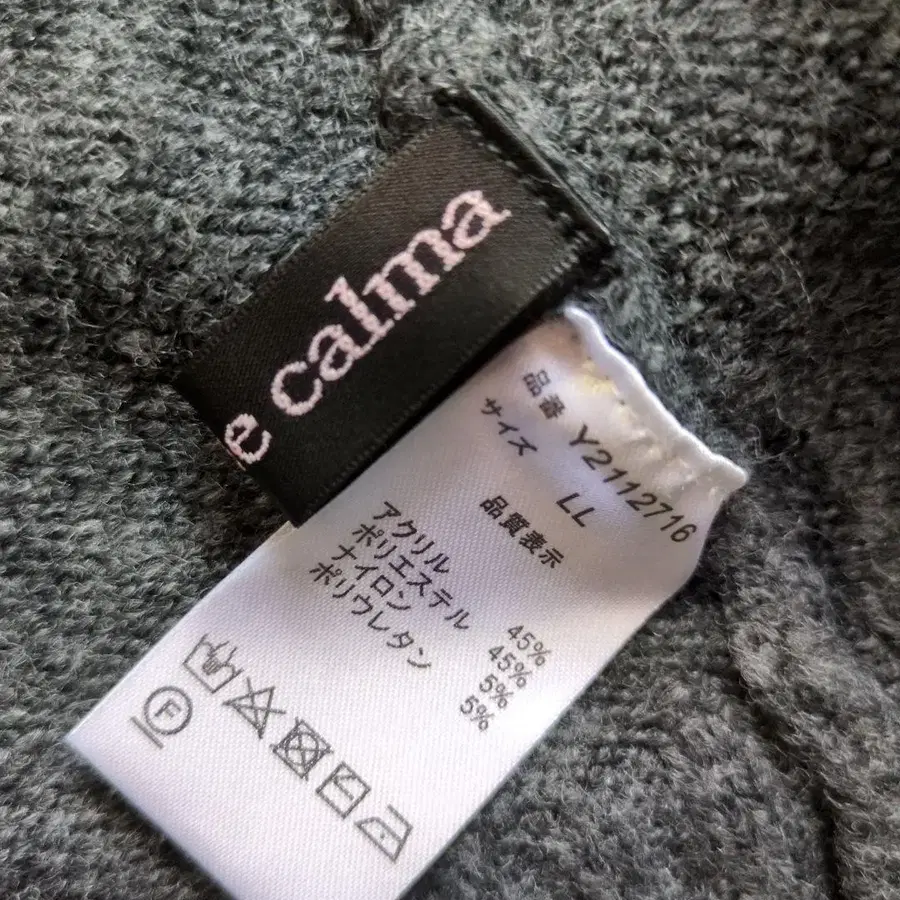 e calma
品番 Y2112716
サイズ LL
品質表示
アクリル 45%
ポリエステル 45%
ナイロン 5%
ポリウレタン 5%
F